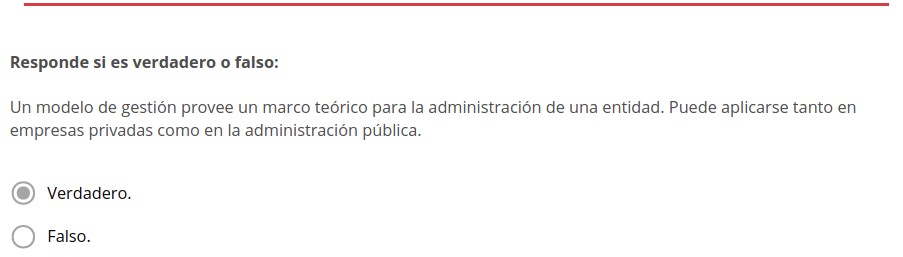 Responde si es verdadero o falso:
Un modelo de gestión provee un marco teórico para la administración de una entidad. Puede aplicarse tanto en
empresas privadas como en la administración pública.
Verdadero.
Falso.